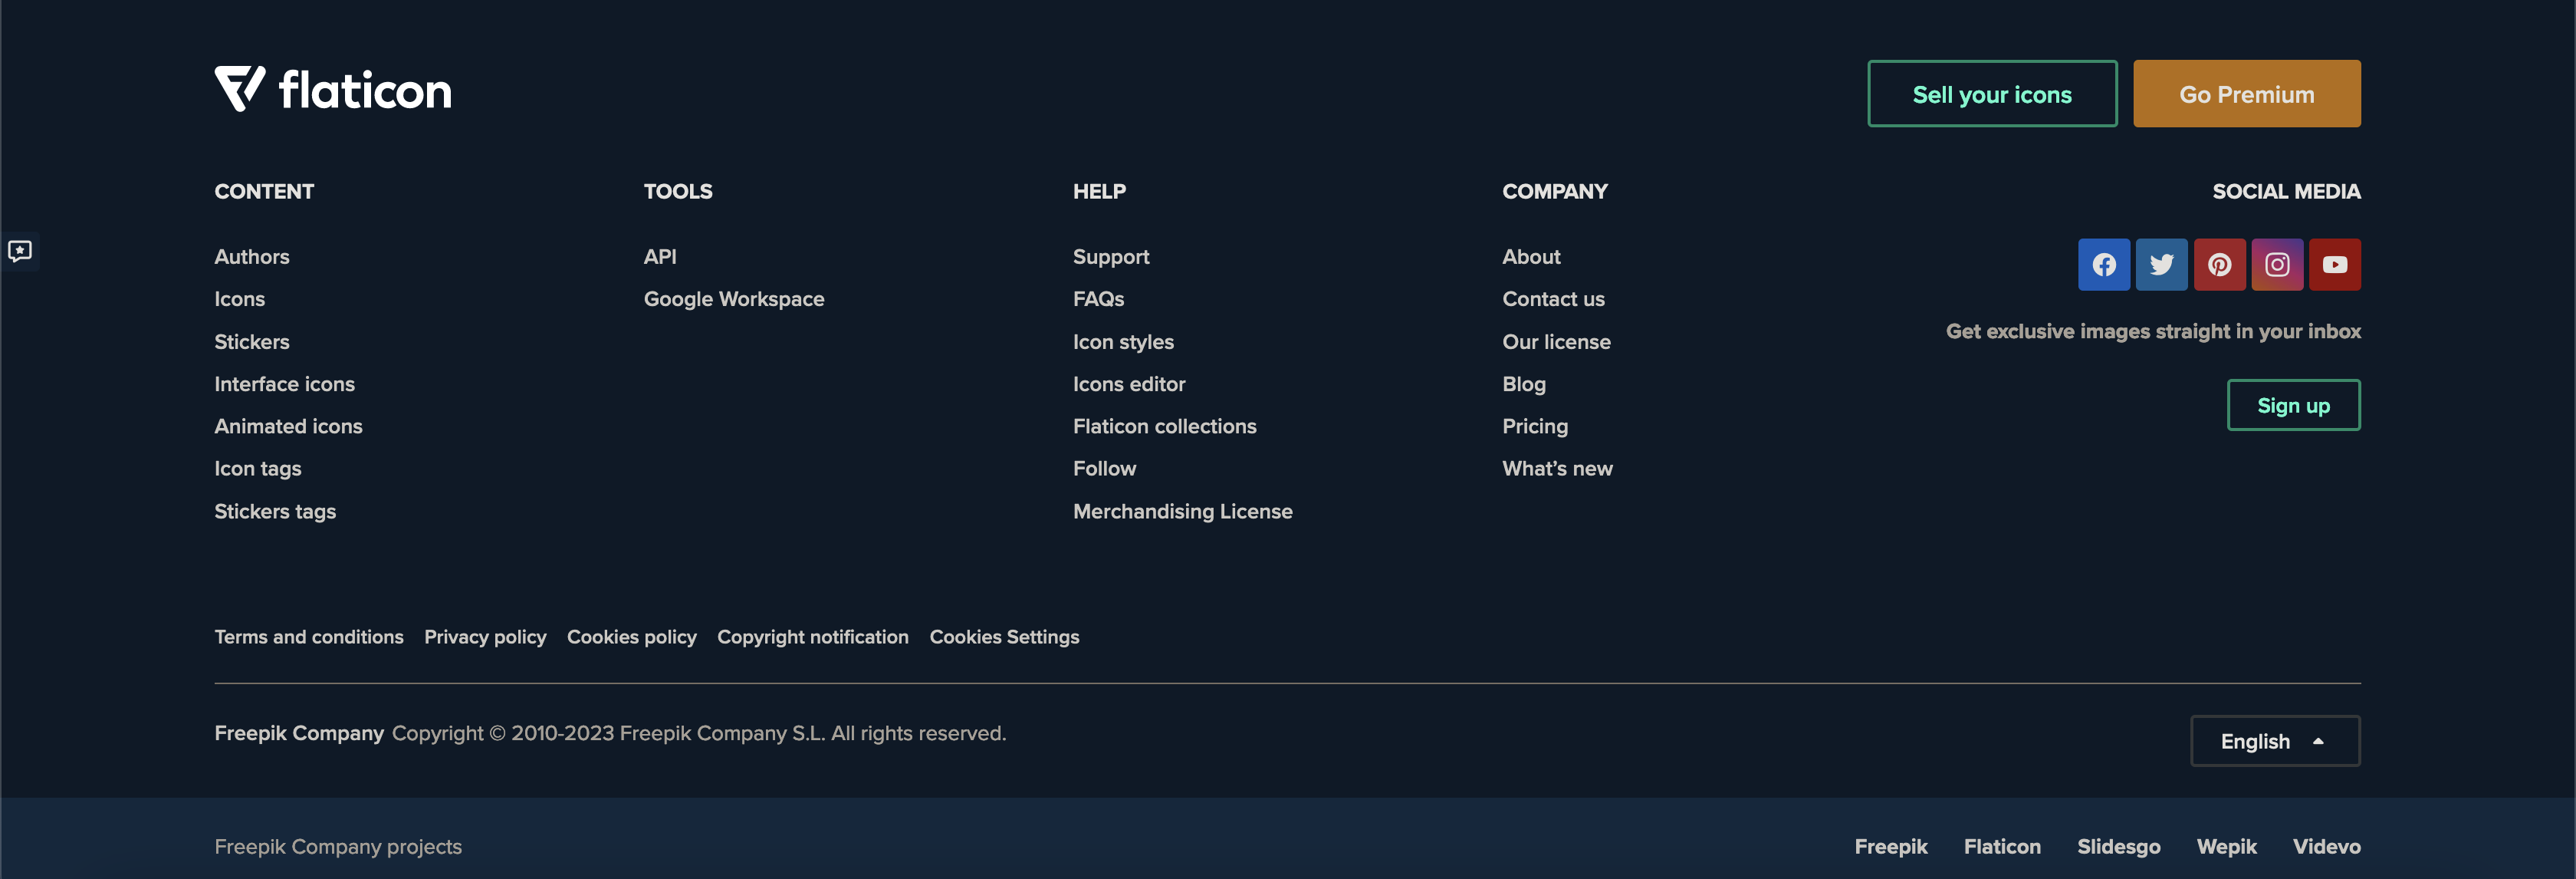 flaticon
Sell your icons
Go Premium
CONTENT
Authors
Icons
Stickers
Interface icons
Animated icons
Icon tags
Stickers tags
TOOLS
API
Google Workspace
HELP
Support
FAQs
Icon styles
Icons editor
Flaticon collections
Follow
Merchandising License
COMPANY
About
Contact us
Our license
Blog
Pricing
What’s new
SOCIAL MEDIA
Get exclusive images straight in your inbox
Sign up
Terms and conditions Privacy policy Cookies policy Copyright notification Cookies Settings
Freepik Company Copyright © 2010-2023 Freepik Company S.L. All rights reserved.
English
Freepik Company projects
Freepik Flaticon Slidesgo Wepik Videvo